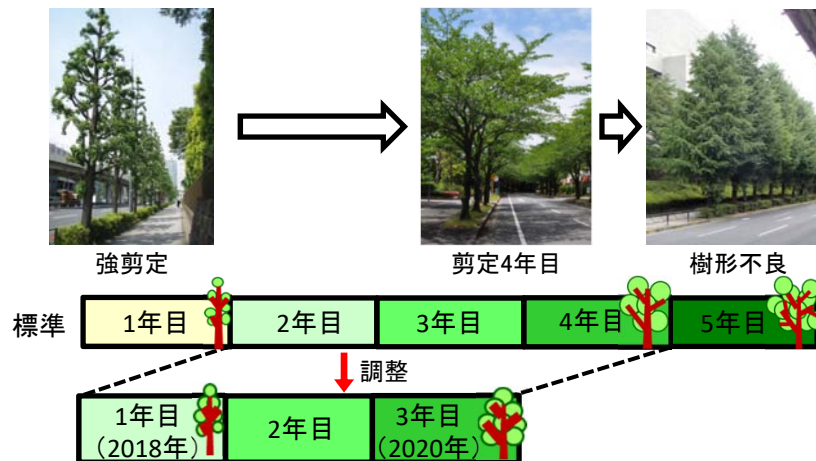 強剪定
剪定4年目
樹形不良
標準
1年目
2年目
3年目
4年目
5年目
調整
1年目
（2018年）
2年目
3年目
（2020年）